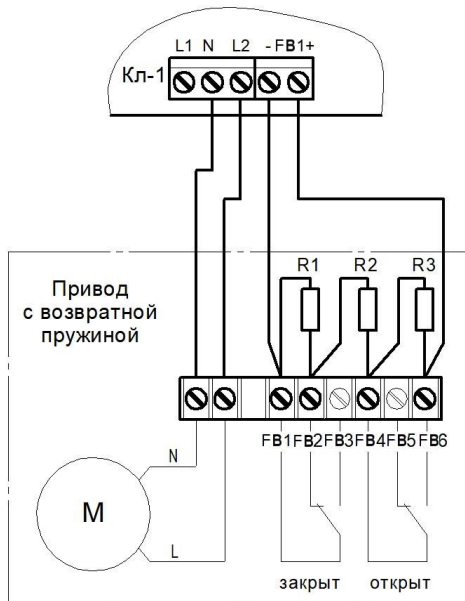 L1 N L2 -FB1+
Кл-1
R1 R2 R3
Привод
с возвратной
пружиной
FB1 FB2 FB3 FB4 FB5 FB6
N
M
L
закрыт открыт